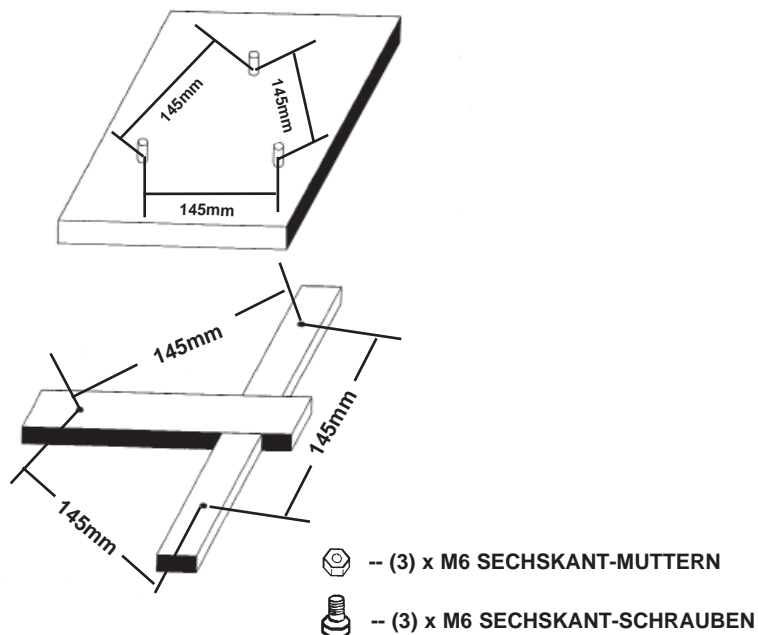 145mm
145mm
145mm
145mm
145mm
145mm
-- (3) x M6 SECHSKANT-MUTTERN
-- (3) x M6 SECHSKANT-SCHRAUBEN